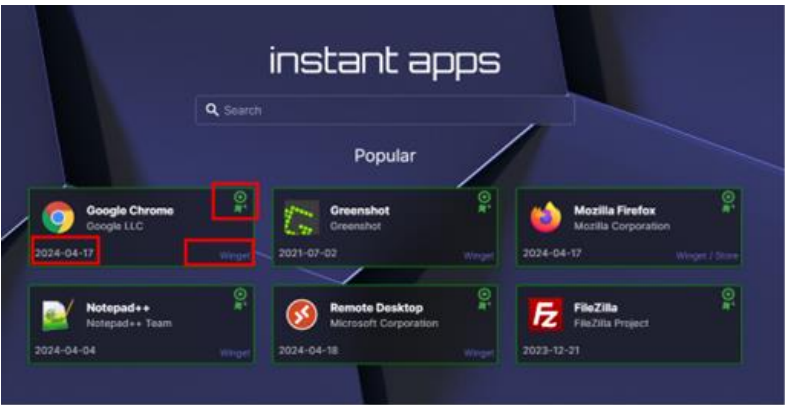 instant apps
Search
Popular
Google Chrome
Google LLC
2024-04-17
Winget
Greenshot
Greenshot
2021-07-02
Winget
Mozilla Firefox
Mozilla Corporation
2024-04-17
Winget / Store
Notepad++
Notepad++ Team
2024-04-04
Winget
Remote Desktop
Microsoft Corporation
2024-04-18
Winget
FileZilla
FileZilla Project
2023-12-21